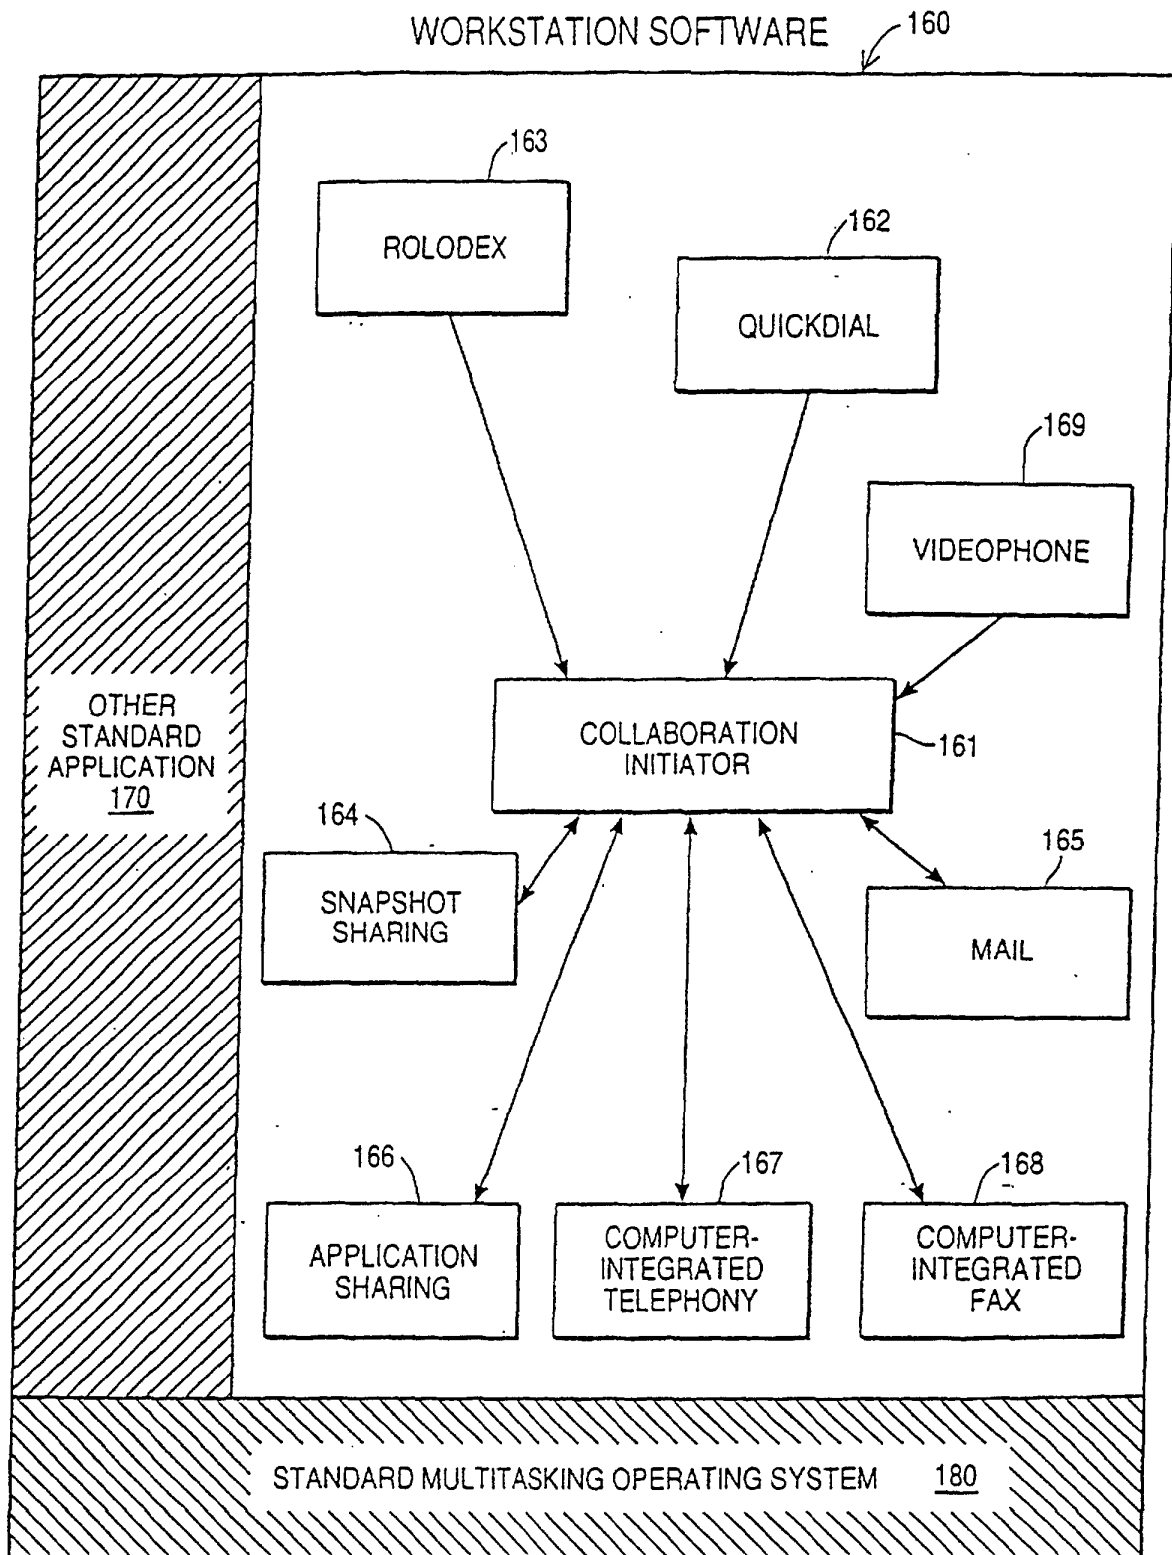 WORKSTATION SOFTWARE
160
163
ROLODEX
162
QUICKDIAL
169
VIDEOPHONE
COLLABORATION
INITIATOR
161
OTHER
STANDARD
APPLICATION
170
164
SNAPSHOT
SHARING
165
MAIL
166
APPLICATION
SHARING
167
COMPUTER-
INTEGRATED
TELEPHONY
168
COMPUTER-
INTEGRATED
FAX
STANDARD MULTITASKING OPERATING SYSTEM 180